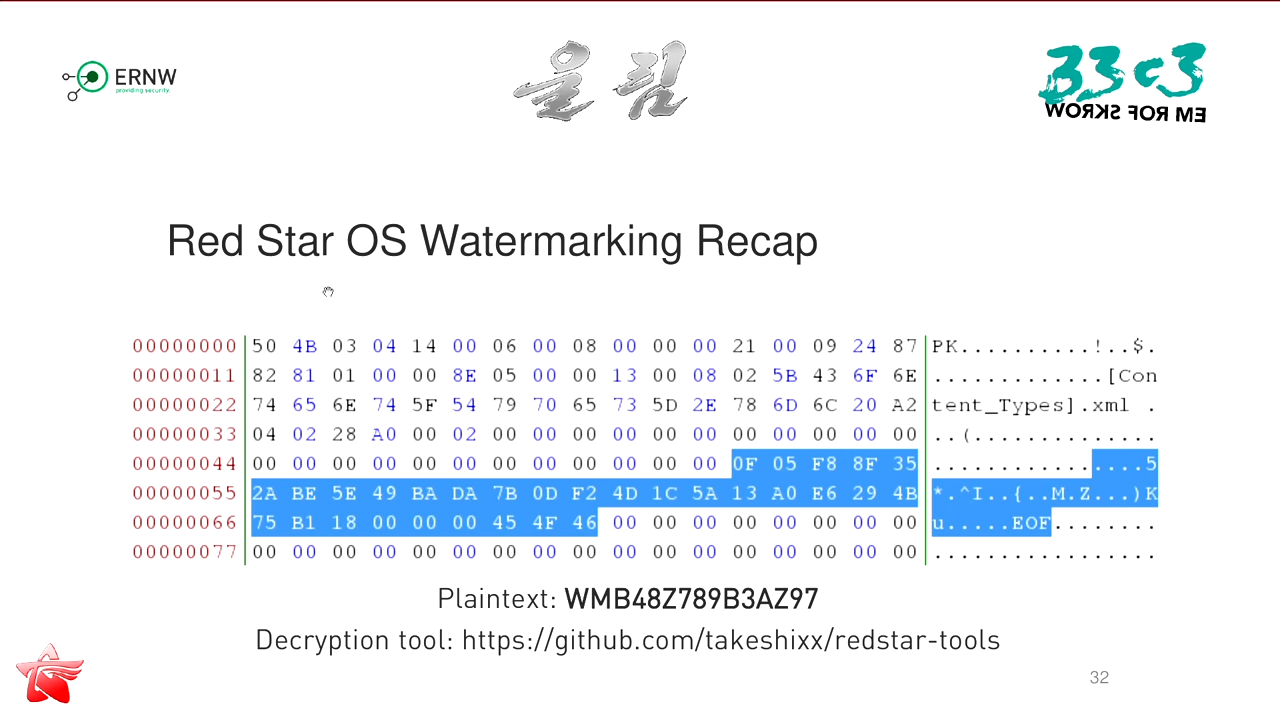 ERNW
providing security.
울림
33c3
WORKS FOR ME
Red Star OS Watermarking Recap
00000000 50 4B 03 04 14 00 06 00 08 00 00 00 21 00 09 24 87 PK..........!..$.
00000011 82 81 01 00 00 8E 05 00 00 13 00 08 02 5B 43 6F 6E .............[Con
00000022 74 65 6E 74 5F 54 79 70 65 73 5D 2E 78 6D 6C 20 A2 tent_Types].xml .
00000033 04 02 28 A0 00 02 00 00 00 00 00 00 00 00 00 00 00 ..(..............
00000044 00 00 00 00 00 00 00 00 00 00 00 00 0F 05 F8 8F 35 ................5
00000055 2A BE 5E 49 BA DA 7B 0D F2 4D 1C 5A 13 A0 E6 29 4B *.^I..{..M.Z...)K
00000066 75 B1 18 00 00 00 45 4F 46 00 00 00 00 00 00 00 00 u.....EOF........
00000077 00 00 00 00 00 00 00 00 00 00 00 00 00 00 00 00 00 .................
Plaintext: WMB48Z789B3AZ97
Decryption tool: https://github.com/takeshixx/redstar-tools
32